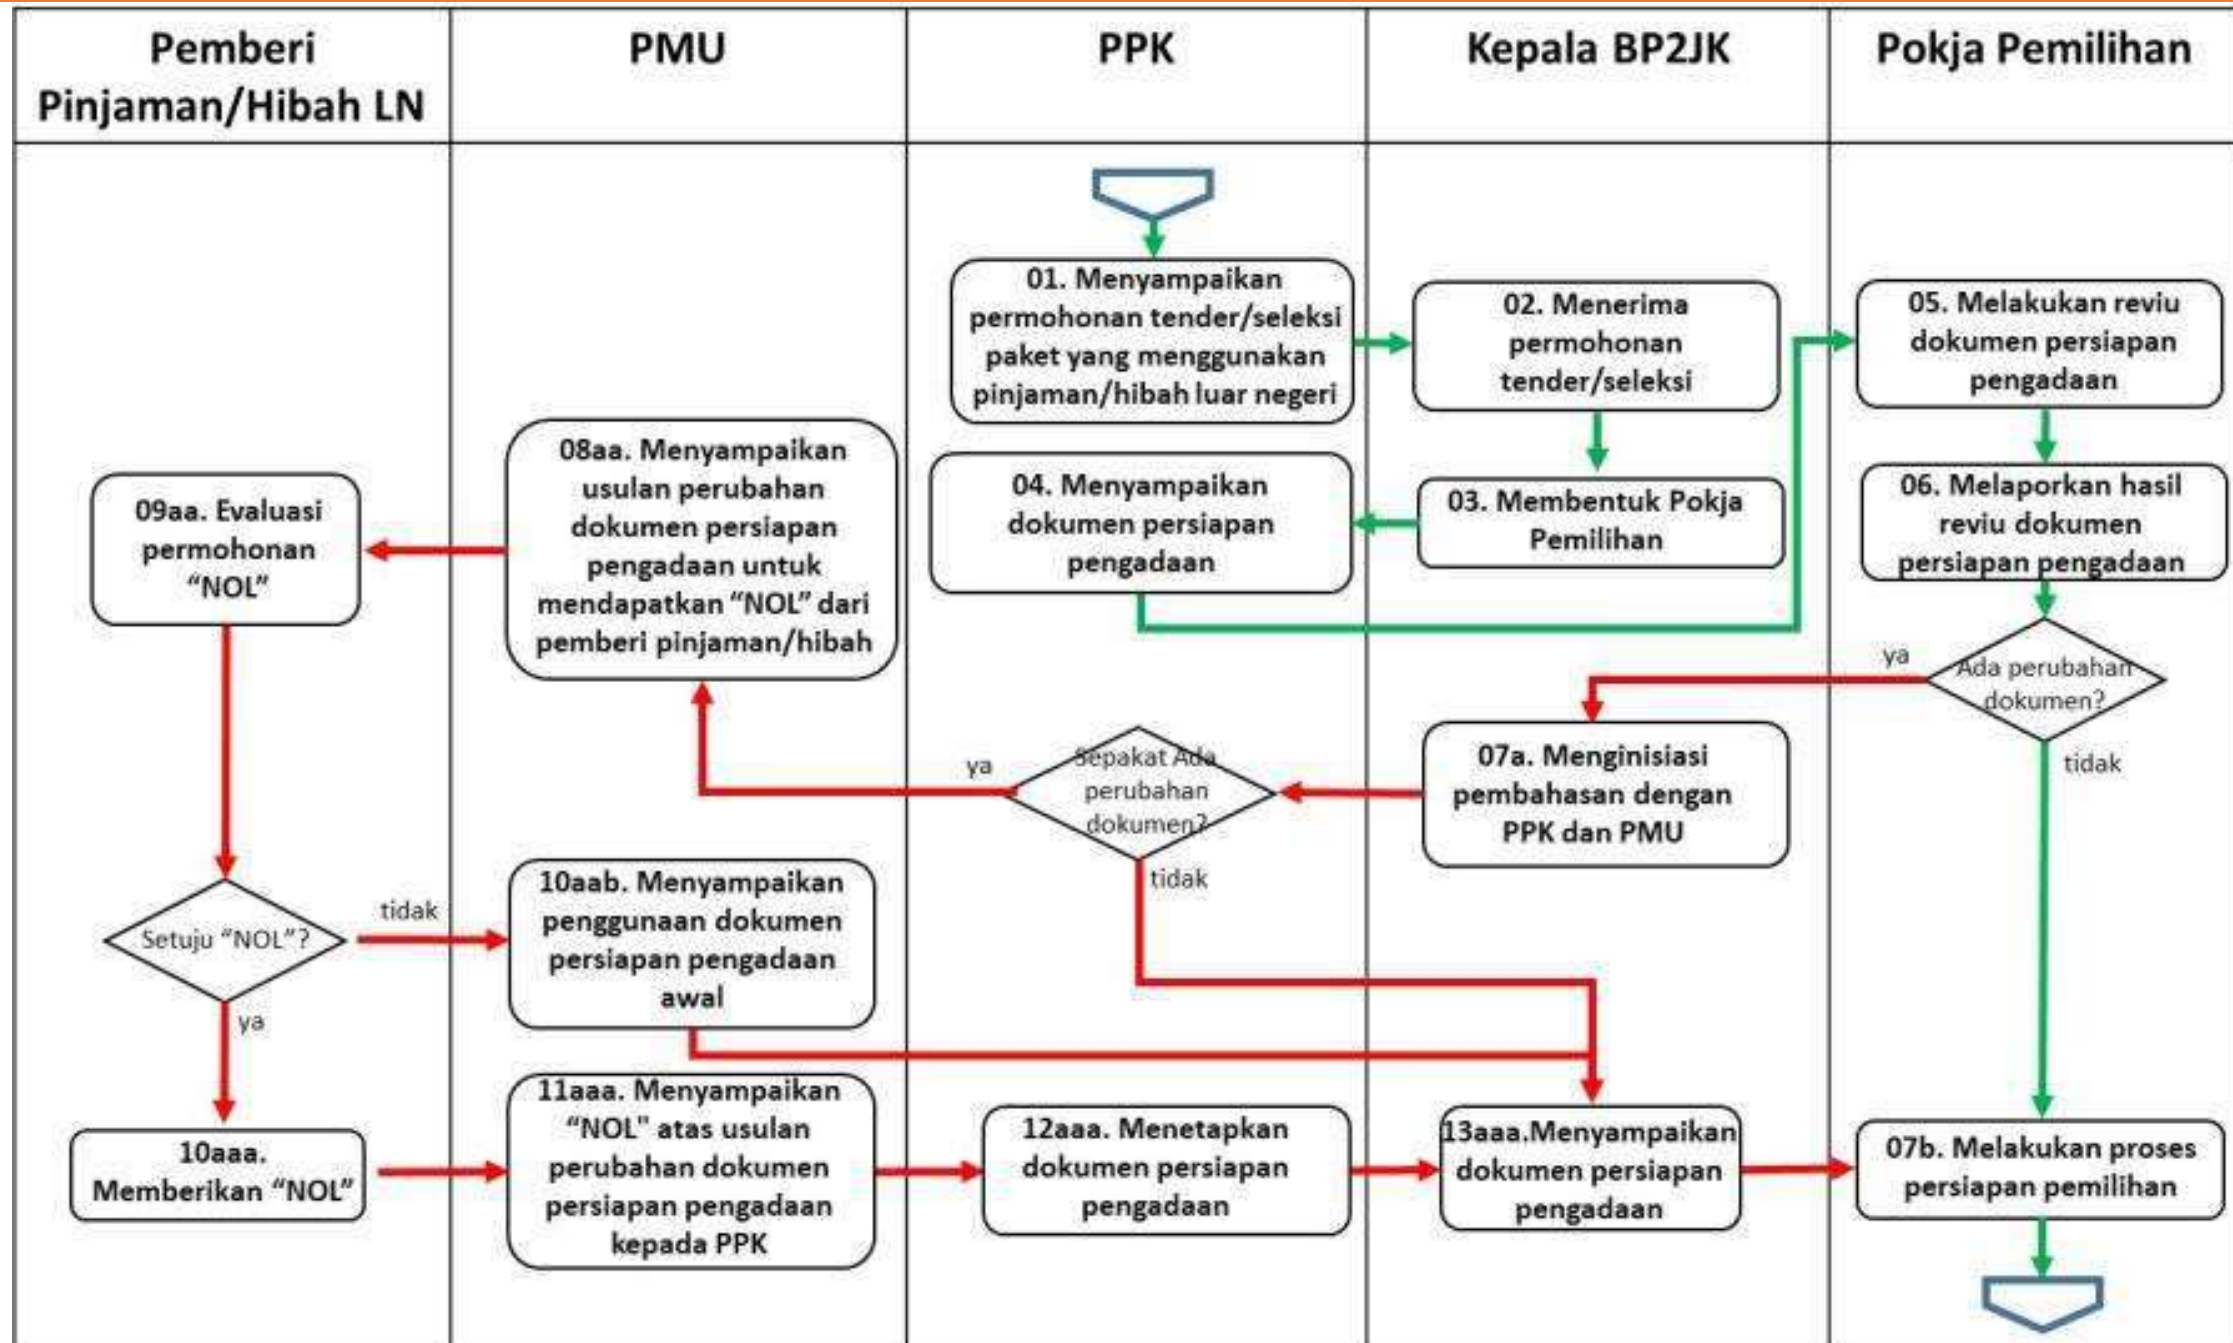 Pemberi
Pinjaman/Hibah LN
PMU
PPK
Kepala BP2JK
Pokja Pemilihan
01. Menyampaikan
permohonan tender/seleksi
paket yang menggunakan
pinjaman/hibah luar negeri
02. Menerima
permohonan
tender/seleksi
03. Membentuk Pokja
Pemilihan
04. Menyampaikan
dokumen persiapan
pengadaan
05. Melakukan reviu
dokumen persiapan
pengadaan
06. Melaporkan hasil
reviu dokumen
persiapan pengadaan
Ada perubahan
dokumen?
ya
tidak
07a. Menginisiasi
pembahasan dengan
PPK dan PMU
Sepakat Ada
perubahan
dokumen?
ya
tidak
08aa. Menyampaikan
usulan perubahan
dokumen persiapan
pengadaan untuk
mendapatkan “NOL” dari
pemberi pinjaman/hibah
09aa. Evaluasi
permohonan
“NOL”
Setuju “NOL”?
tidak
ya
10aab. Menyampaikan
penggunaan dokumen
persiapan pengadaan
awal
10aaa.
Memberikan “NOL”
11aaa. Menyampaikan
“NOL" atas usulan
perubahan dokumen
persiapan pengadaan
kepada PPK
12aaa. Menetapkan
dokumen persiapan
pengadaan
13aaa.Menyampaikan
dokumen persiapan
pengadaan
07b. Melakukan proses
persiapan pemilihan